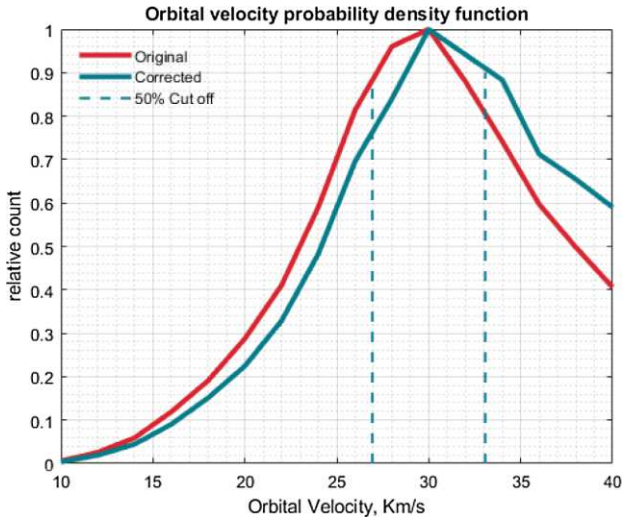 Orbital velocity probability density function
1
0.9
0.8
0.7
0.6
0.5
0.4
0.3
0.2
0.1
0
relative count
Original
Corrected
50% Cut off
10 15 20 25 30 35 40
Orbital Velocity, Km/s